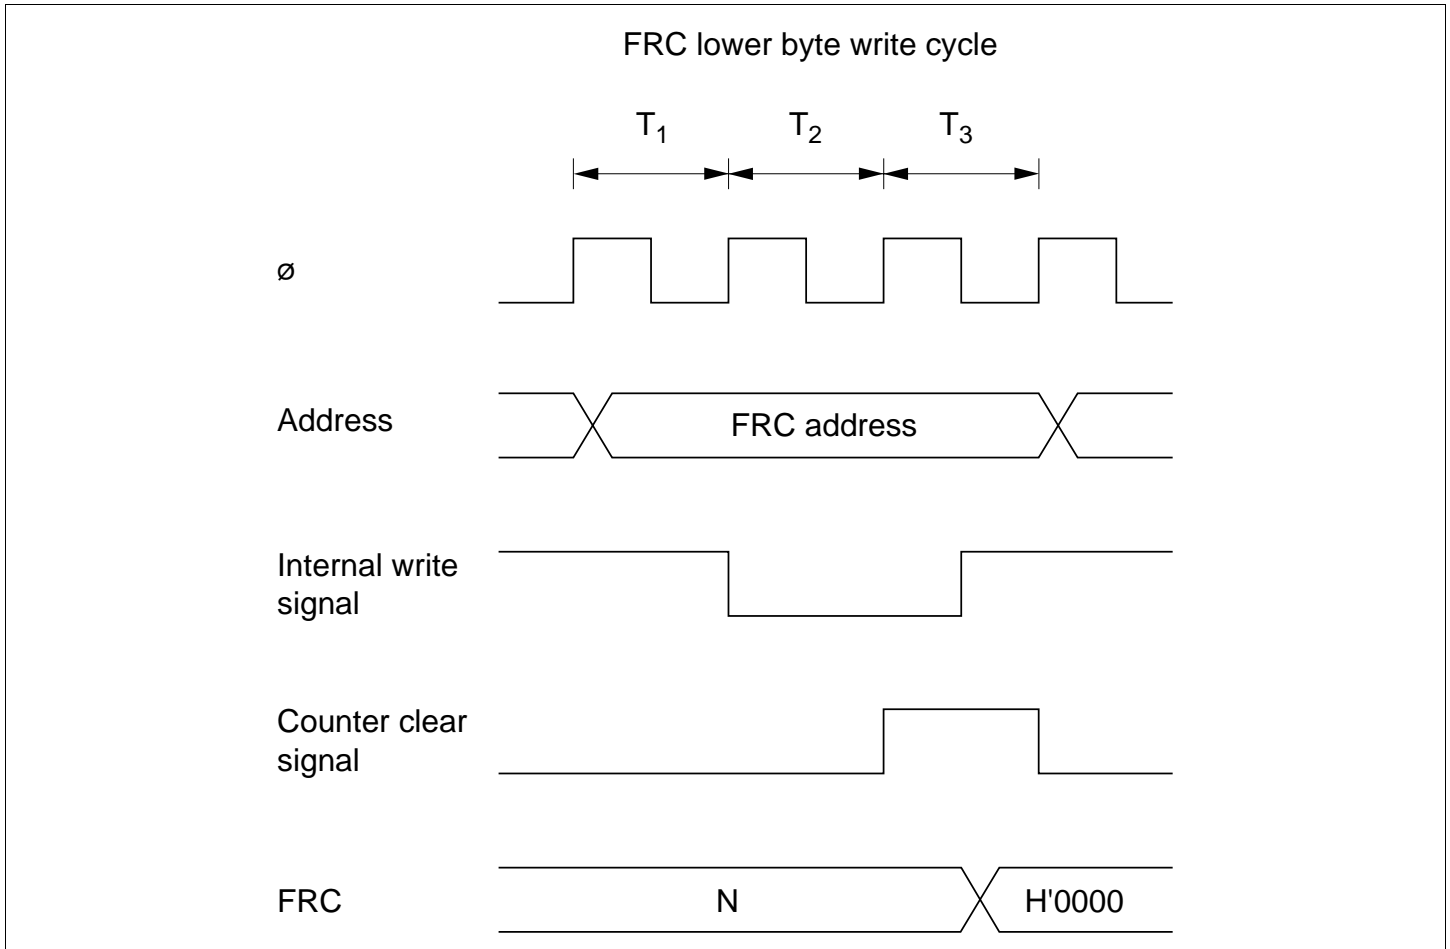 FRC lower byte write cycle
T1 T2 T3
ø
Address
FRC address
Internal write
signal
Counter clear
signal
FRC
N
H'0000